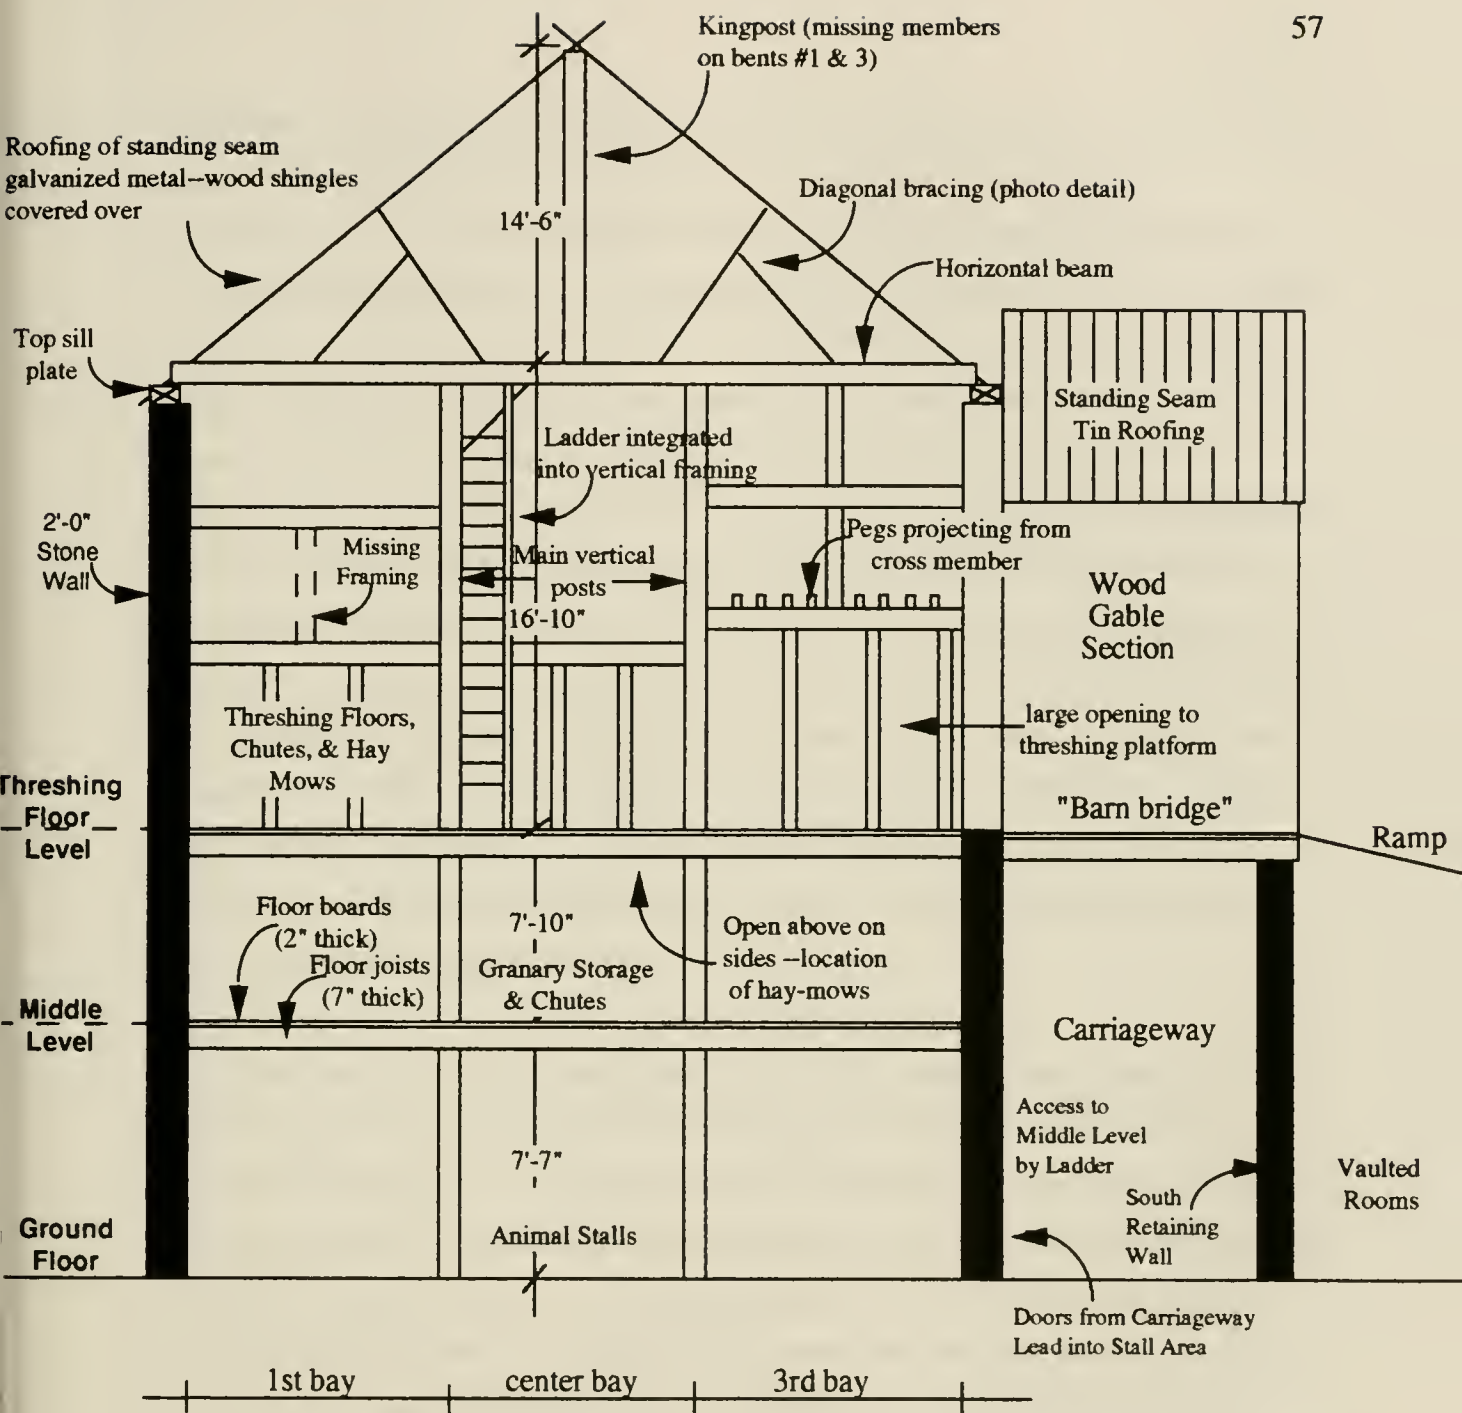 57
Kingpost (missing members
on bents #1 & 3)
Roofing of standing seam
galvanized metal--wood shingles
covered over
Diagonal bracing (photo detail)
14'-6"
Horizontal beam
Top sill
plate
Standing Seam
Tin Roofing
Ladder integrated
into vertical framing
2'-0"
Stone
Wall
Missing
Framing
Main vertical
posts
Pegs projecting from
cross member
Wood
Gable
Section
16'-10"
Threshing Floors,
Chutes, & Hay
Mows
large opening to
threshing platform
Threshing
Floor
Level
"Barn bridge"
Ramp
Floor boards
(2" thick)
Floor joists
(7" thick)
7'-10"
Granary Storage
& Chutes
Open above on
sides --location
of hay-mows
Middle
Level
Carriageway
Access to
Middle Level
by Ladder
7'-7"
South
Retaining
Wall
Vaulted
Rooms
Ground
Floor
Animal Stalls
Doors from Carriageway
Lead into Stall Area
1st bay
center bay
3rd bay